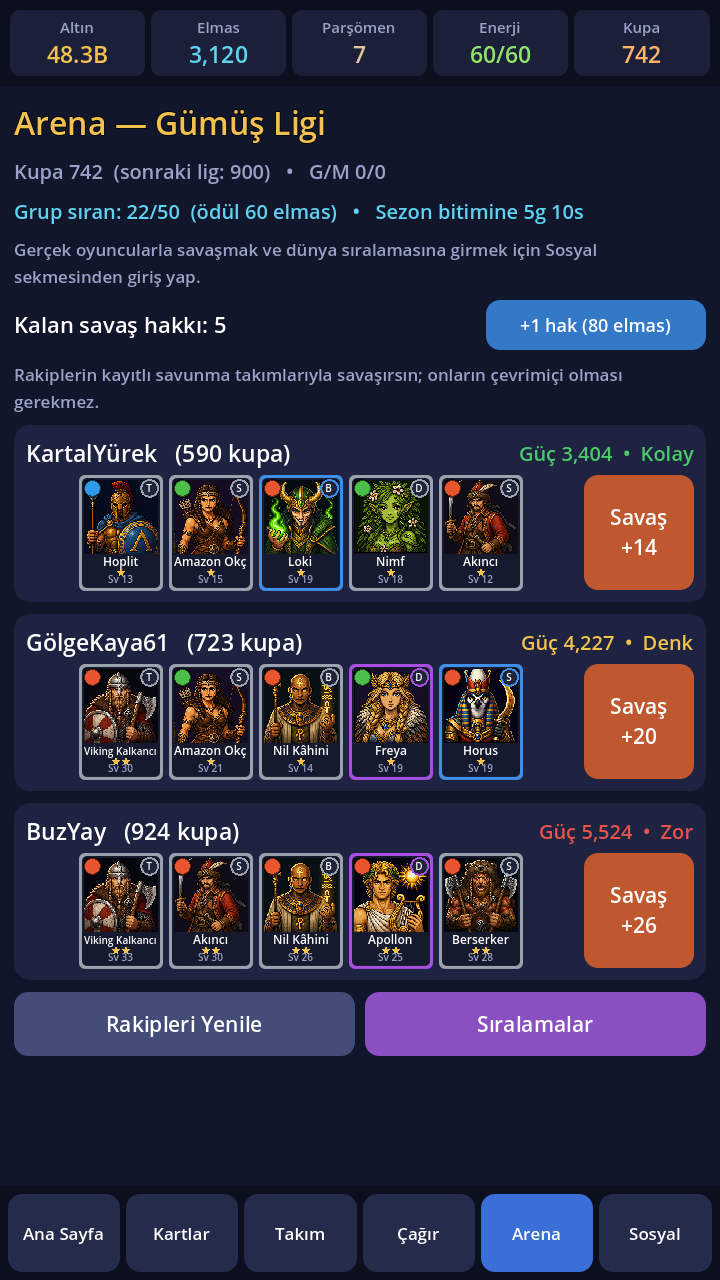 Altın Elmas Parşömen Enerji Kupa
48.3B 3,120 7 60/60 742
Arena — Gümüş Ligi
Kupa 742 (sonraki lig: 900) • G/M 0/0
Grup sıran: 22/50 (ödül 60 elmas) • Sezon bitimine 5g 10s
Gerçek oyuncularla savaşmak ve dünya sıralamasına girmek için Sosyal
sekmesinden giriş yap.
Kalan savaş hakkı: 5 +1 hak (80 elmas)
Rakiplerin kayıtlı savunma takımlarıyla savaşırsın; onların çevrimiçi olması
gerekmez.
KartalYürek (590 kupa) Güç 3,404 • Kolay
T S B D S
Hoplit Amazon Okç Loki Nimf Akıncı
Sv 13 Sv 15 Sv 19 Sv 18 Sv 12
Savaş
+14
GölgeKaya61 (723 kupa) Güç 4,227 • Denk
T S B D S
Viking Kalkancı Amazon Okç Nil Kâhini Freya Horus
Sv 30 Sv 21 Sv 14 Sv 19 Sv 19
Savaş
+20
BuzYay (924 kupa) Güç 5,524 • Zor
T S B D S
Viking Kalkancı Akıncı Nil Kâhini Apollon Berserker
Sv 33 Sv 30 Sv 26 Sv 25 Sv 28
Savaş
+26
Rakipleri Yenile Sıralamalar
Ana Sayfa Kartlar Takım Çağır Arena Sosyal